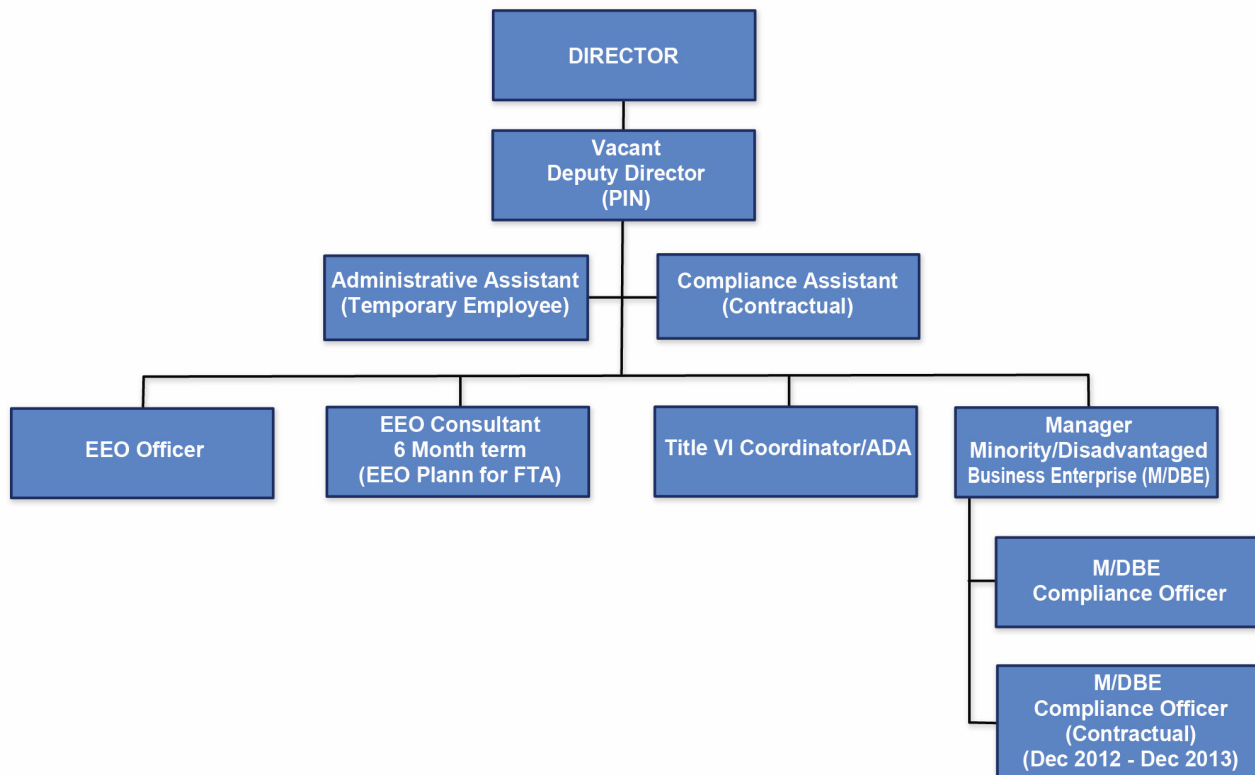 DIRECTOR
Vacant
Deputy Director
(PIN)
Administrative Assistant
(Temporary Employee)
Compliance Assistant
(Contractual)
EEO Officer
EEO Consultant
6 Month term
(EEO Plann for FTA)
Title VI Coordinator/ADA
Manager
Minority/Disadvantaged
Business Enterprise (M/DBE)
M/DBE
Compliance Officer
M/DBE
Compliance Officer
(Contractual)
(Dec 2012 - Dec 2013)